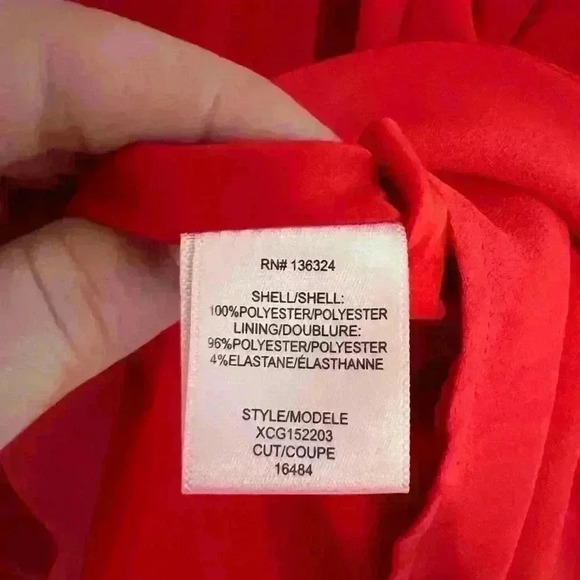 RN# 136324
SHELL/SHELL:
100%POLYESTER/POLYESTER
LINING/DOUBLURE:
96%POLYESTER/POLYESTER
4%ELASTANE/ÉLASTHANNE
STYLE/MODELE
XCG152203
CUT/COUPE
16484